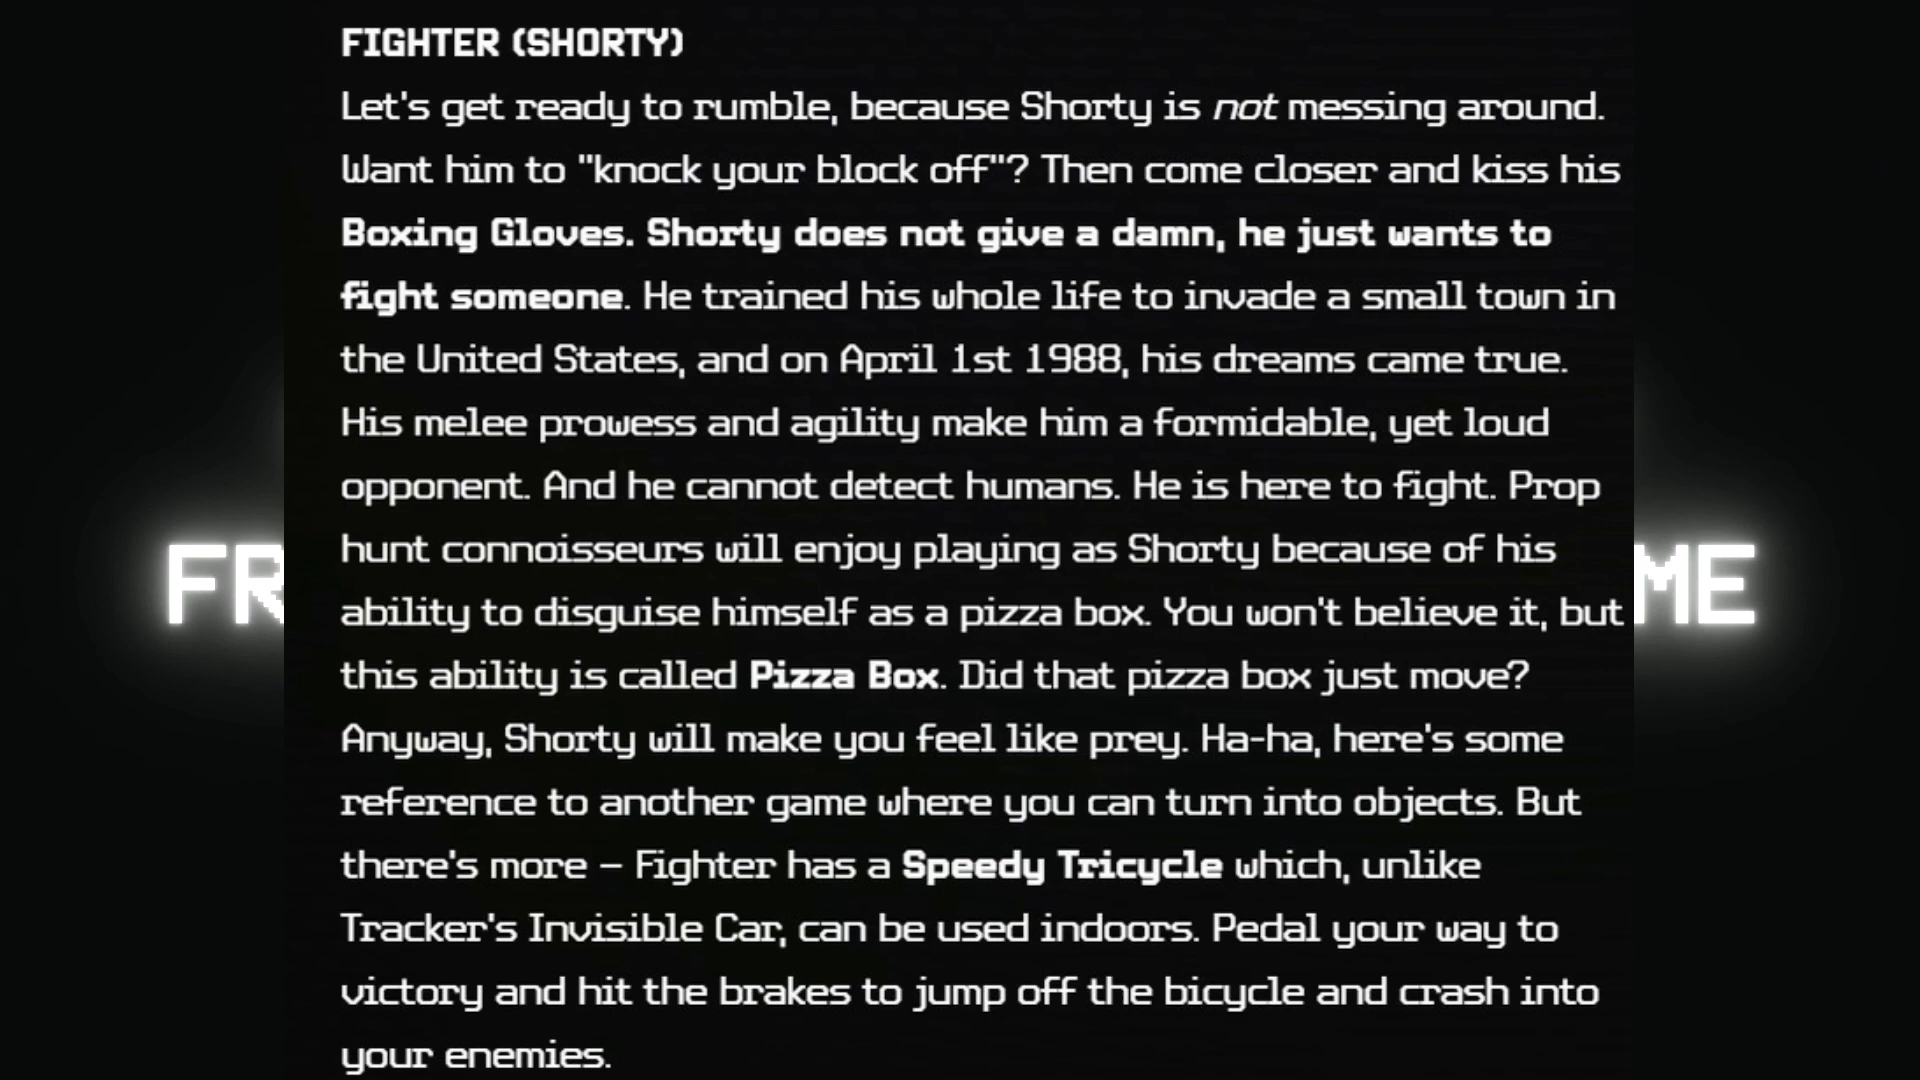 FIGHTER (SHORTY)
Let's get ready to rumble, because Shorty is not messing around.
Want him to "knock your block off"? Then come closer and kiss his
Boxing Gloves. Shorty does not give a damn, he just wants to
fight someone. He trained his whole life to invade a small town in
the United States, and on April 1st 1988, his dreams came true.
His melee prowess and agility make him a formidable, yet loud
opponent. And he cannot detect humans. He is here to fight. Prop
hunt connoisseurs will enjoy playing as Shorty because of his
ability to disguise himself as a pizza box. You won't believe it, but
this ability is called Pizza Box. Did that pizza box just move?
Anyway, Shorty will make you feel like prey. Ha-ha, here's some
reference to another game where you can turn into objects. But
there's more – Fighter has a Speedy Tricycle which, unlike
Tracker's Invisible Car, can be used indoors. Pedal your way to
victory and hit the brakes to jump off the bicycle and crash into
your enemies.